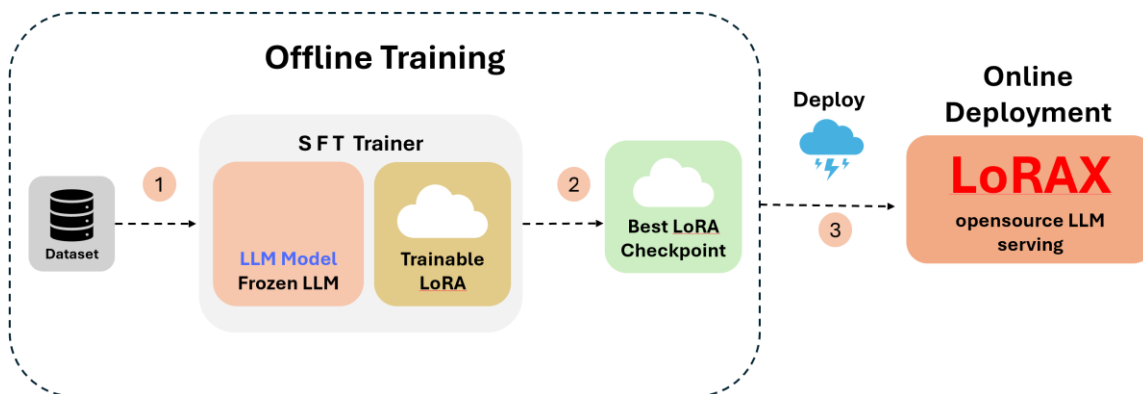 Offline Training
SFT Trainer
1
2
Dataset
LLM Model
Frozen LLM
Trainable
LoRA
Best LoRA
Checkpoint
Deploy
3
Online
Deployment
LoRAX
opensource LLM
serving